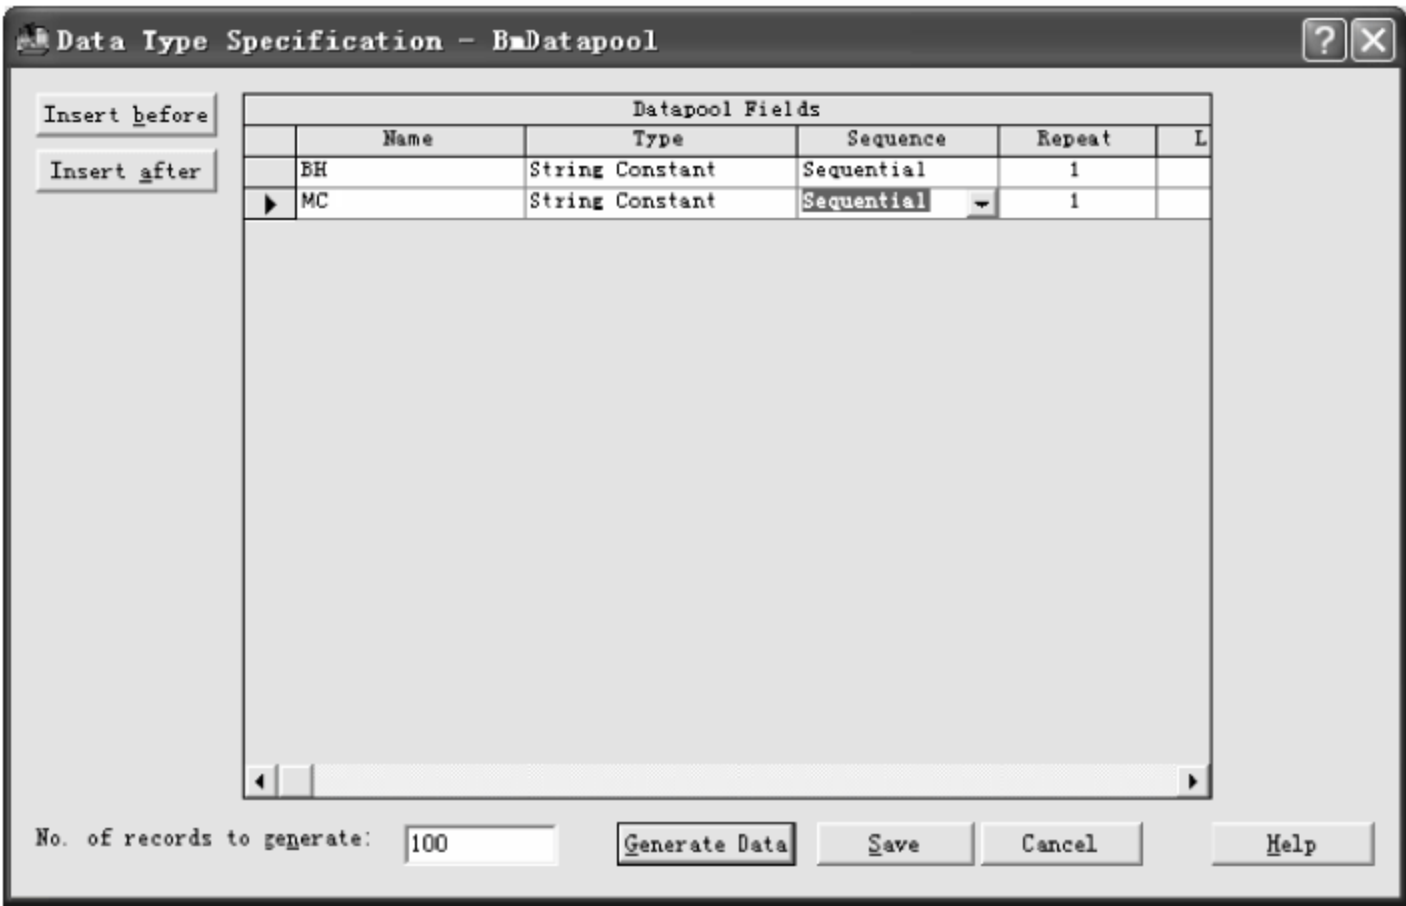 Data Type Specification - BmDatapool
Insert before
Insert after
Datapool Fields
Name Type Sequence Repeat L
BH String Constant Sequential 1
MC String Constant Sequential 1
No. of records to generate: 100
Generate Data Save Cancel Help